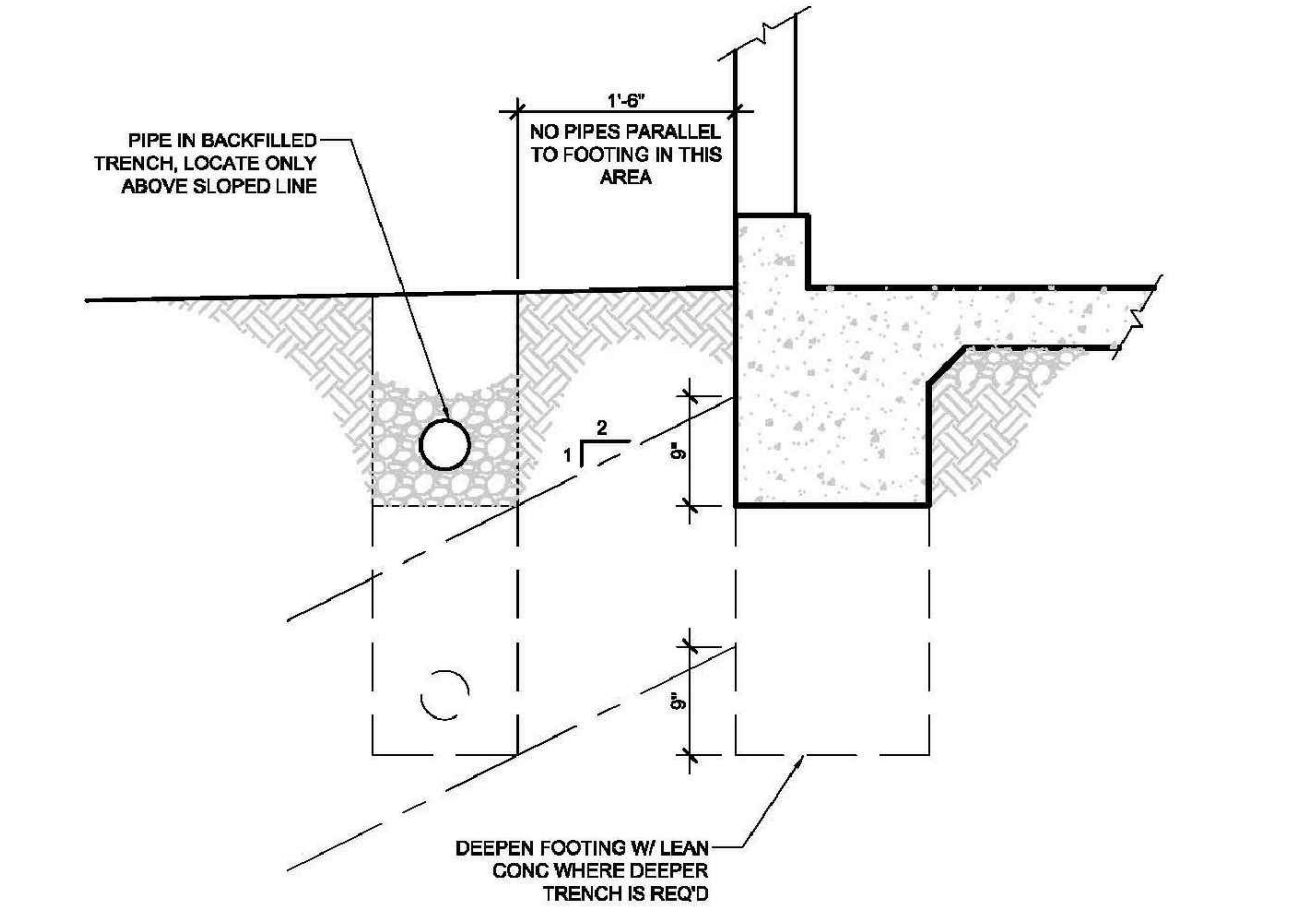 1'-6"
NO PIPES PARALLEL
TO FOOTING IN THIS
AREA
PIPE IN BACKFILLED
TRENCH, LOCATE ONLY
ABOVE SLOPED LINE
2
1
9"
9"
DEEPEN FOOTING W/ LEAN
CONC WHERE DEEPER
TRENCH IS REQ'D